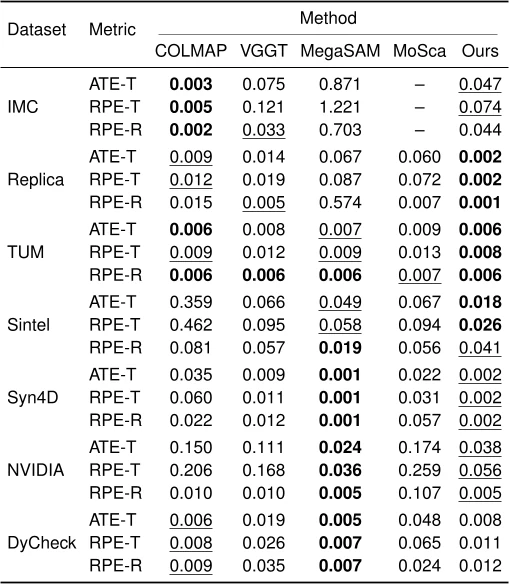 Dataset Metric Method
COLMAP VGGT MegaSAM MoSca Ours
ATE-T 0.003 0.075 0.871 – 0.047
IMC RPE-T 0.005 0.121 1.221 – 0.074
RPE-R 0.002 0.033 0.703 – 0.044
ATE-T 0.009 0.014 0.067 0.060 0.002
Replica RPE-T 0.012 0.019 0.087 0.072 0.002
RPE-R 0.015 0.005 0.574 0.007 0.001
ATE-T 0.006 0.008 0.007 0.009 0.006
TUM RPE-T 0.009 0.012 0.009 0.013 0.008
RPE-R 0.006 0.006 0.006 0.007 0.006
ATE-T 0.359 0.066 0.049 0.067 0.018
Sintel RPE-T 0.462 0.095 0.058 0.094 0.026
RPE-R 0.081 0.057 0.019 0.056 0.041
ATE-T 0.035 0.009 0.001 0.022 0.002
Syn4D RPE-T 0.060 0.011 0.001 0.031 0.002
RPE-R 0.022 0.012 0.001 0.057 0.002
ATE-T 0.150 0.111 0.024 0.174 0.038
NVIDIA RPE-T 0.206 0.168 0.036 0.259 0.056
RPE-R 0.010 0.010 0.005 0.107 0.005
ATE-T 0.006 0.019 0.005 0.048 0.008
DyCheck RPE-T 0.008 0.026 0.007 0.065 0.011
RPE-R 0.009 0.035 0.007 0.024 0.012